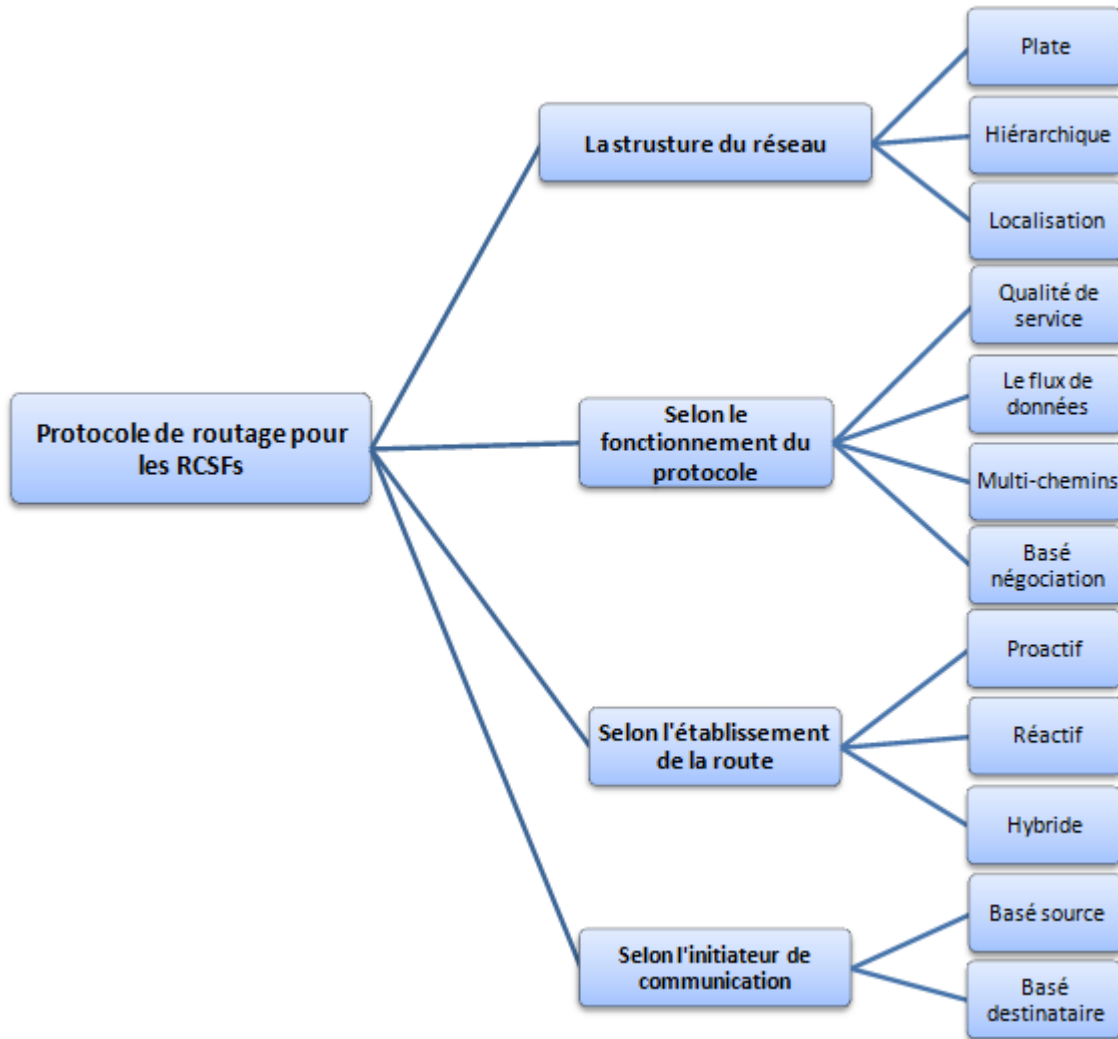 Protocole de routage pour
les RCSFs
La strusture du réseau
Plate
Hiérarchique
Localisation
Selon le
fonctionnement du
protocole
Qualité de
service
Le flux de
données
Multi-chemins
Basé
négociation
Selon l'établissement
de la route
Proactif
Réactif
Hybride
Selon l'initiateur de
communication
Basé source
Basé
destinataire